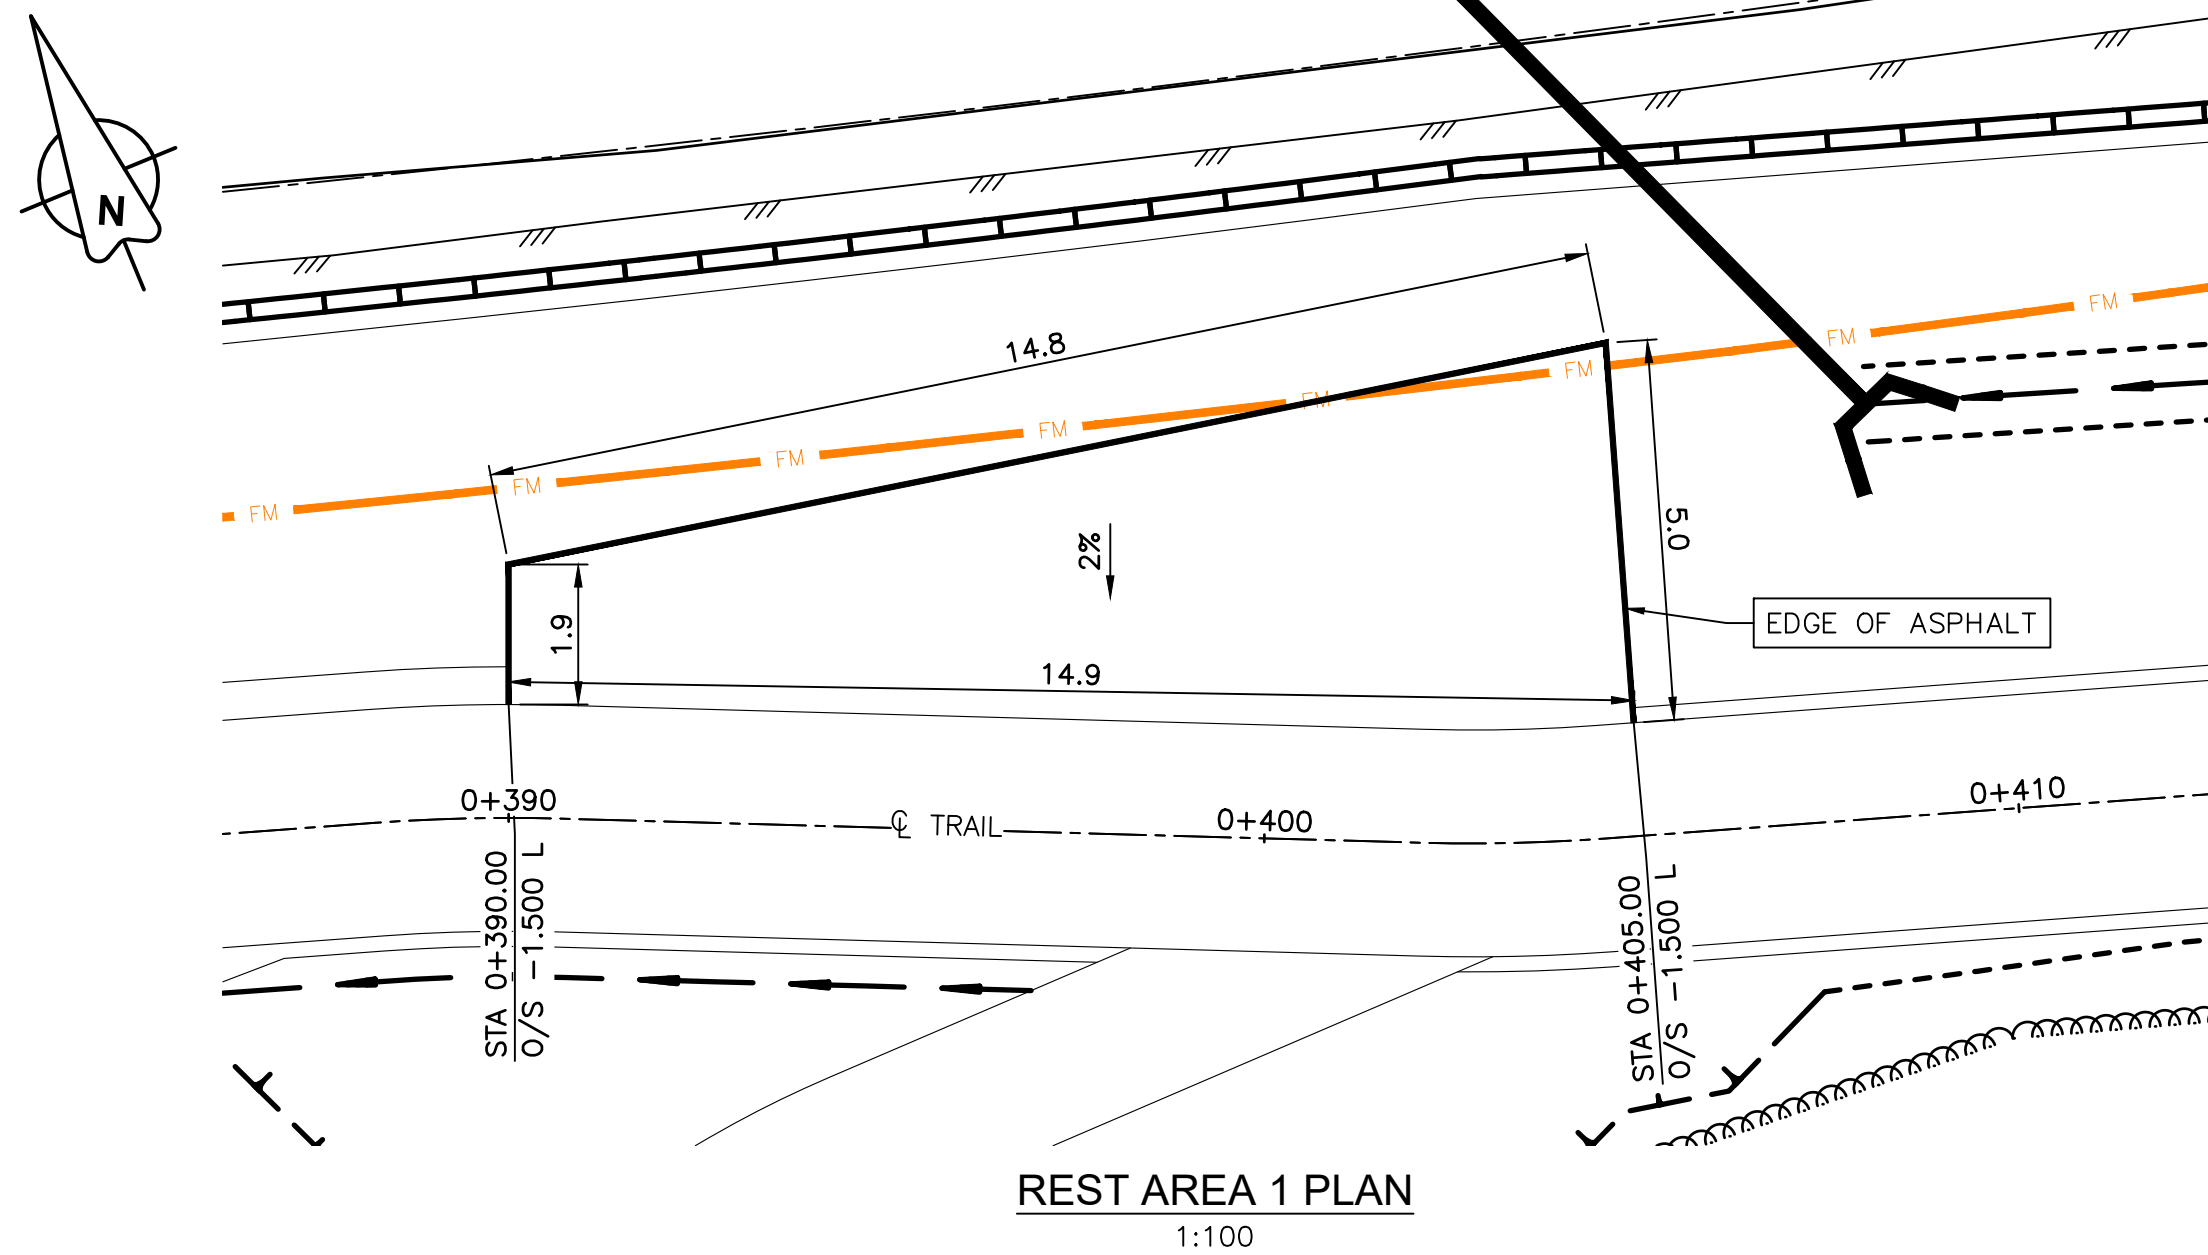 N
14.8
FM
FM
FM
FM
FM
FM
FM
FM
5.0
2%
1.9
EDGE OF ASPHALT
14.9
0+390
℄ TRAIL
0+400
0+410
STA 0+390.00
O/S -1.500 L
STA 0+405.00
O/S -1.500 L
REST AREA 1 PLAN
1:100